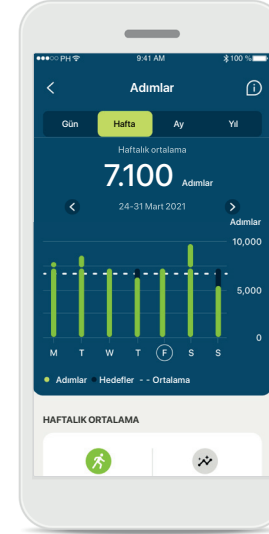 PH 9:41 AM 100 %
Adımlar
Gün Hafta Ay Yıl
Haftalık ortalama
7.100 Adımlar
24-31 Mart 2021
Adımlar
10,000
5,000
0
M T W T F S S
Adımlar Hedefler - - Ortalama
HAFTALIK ORTALAMA